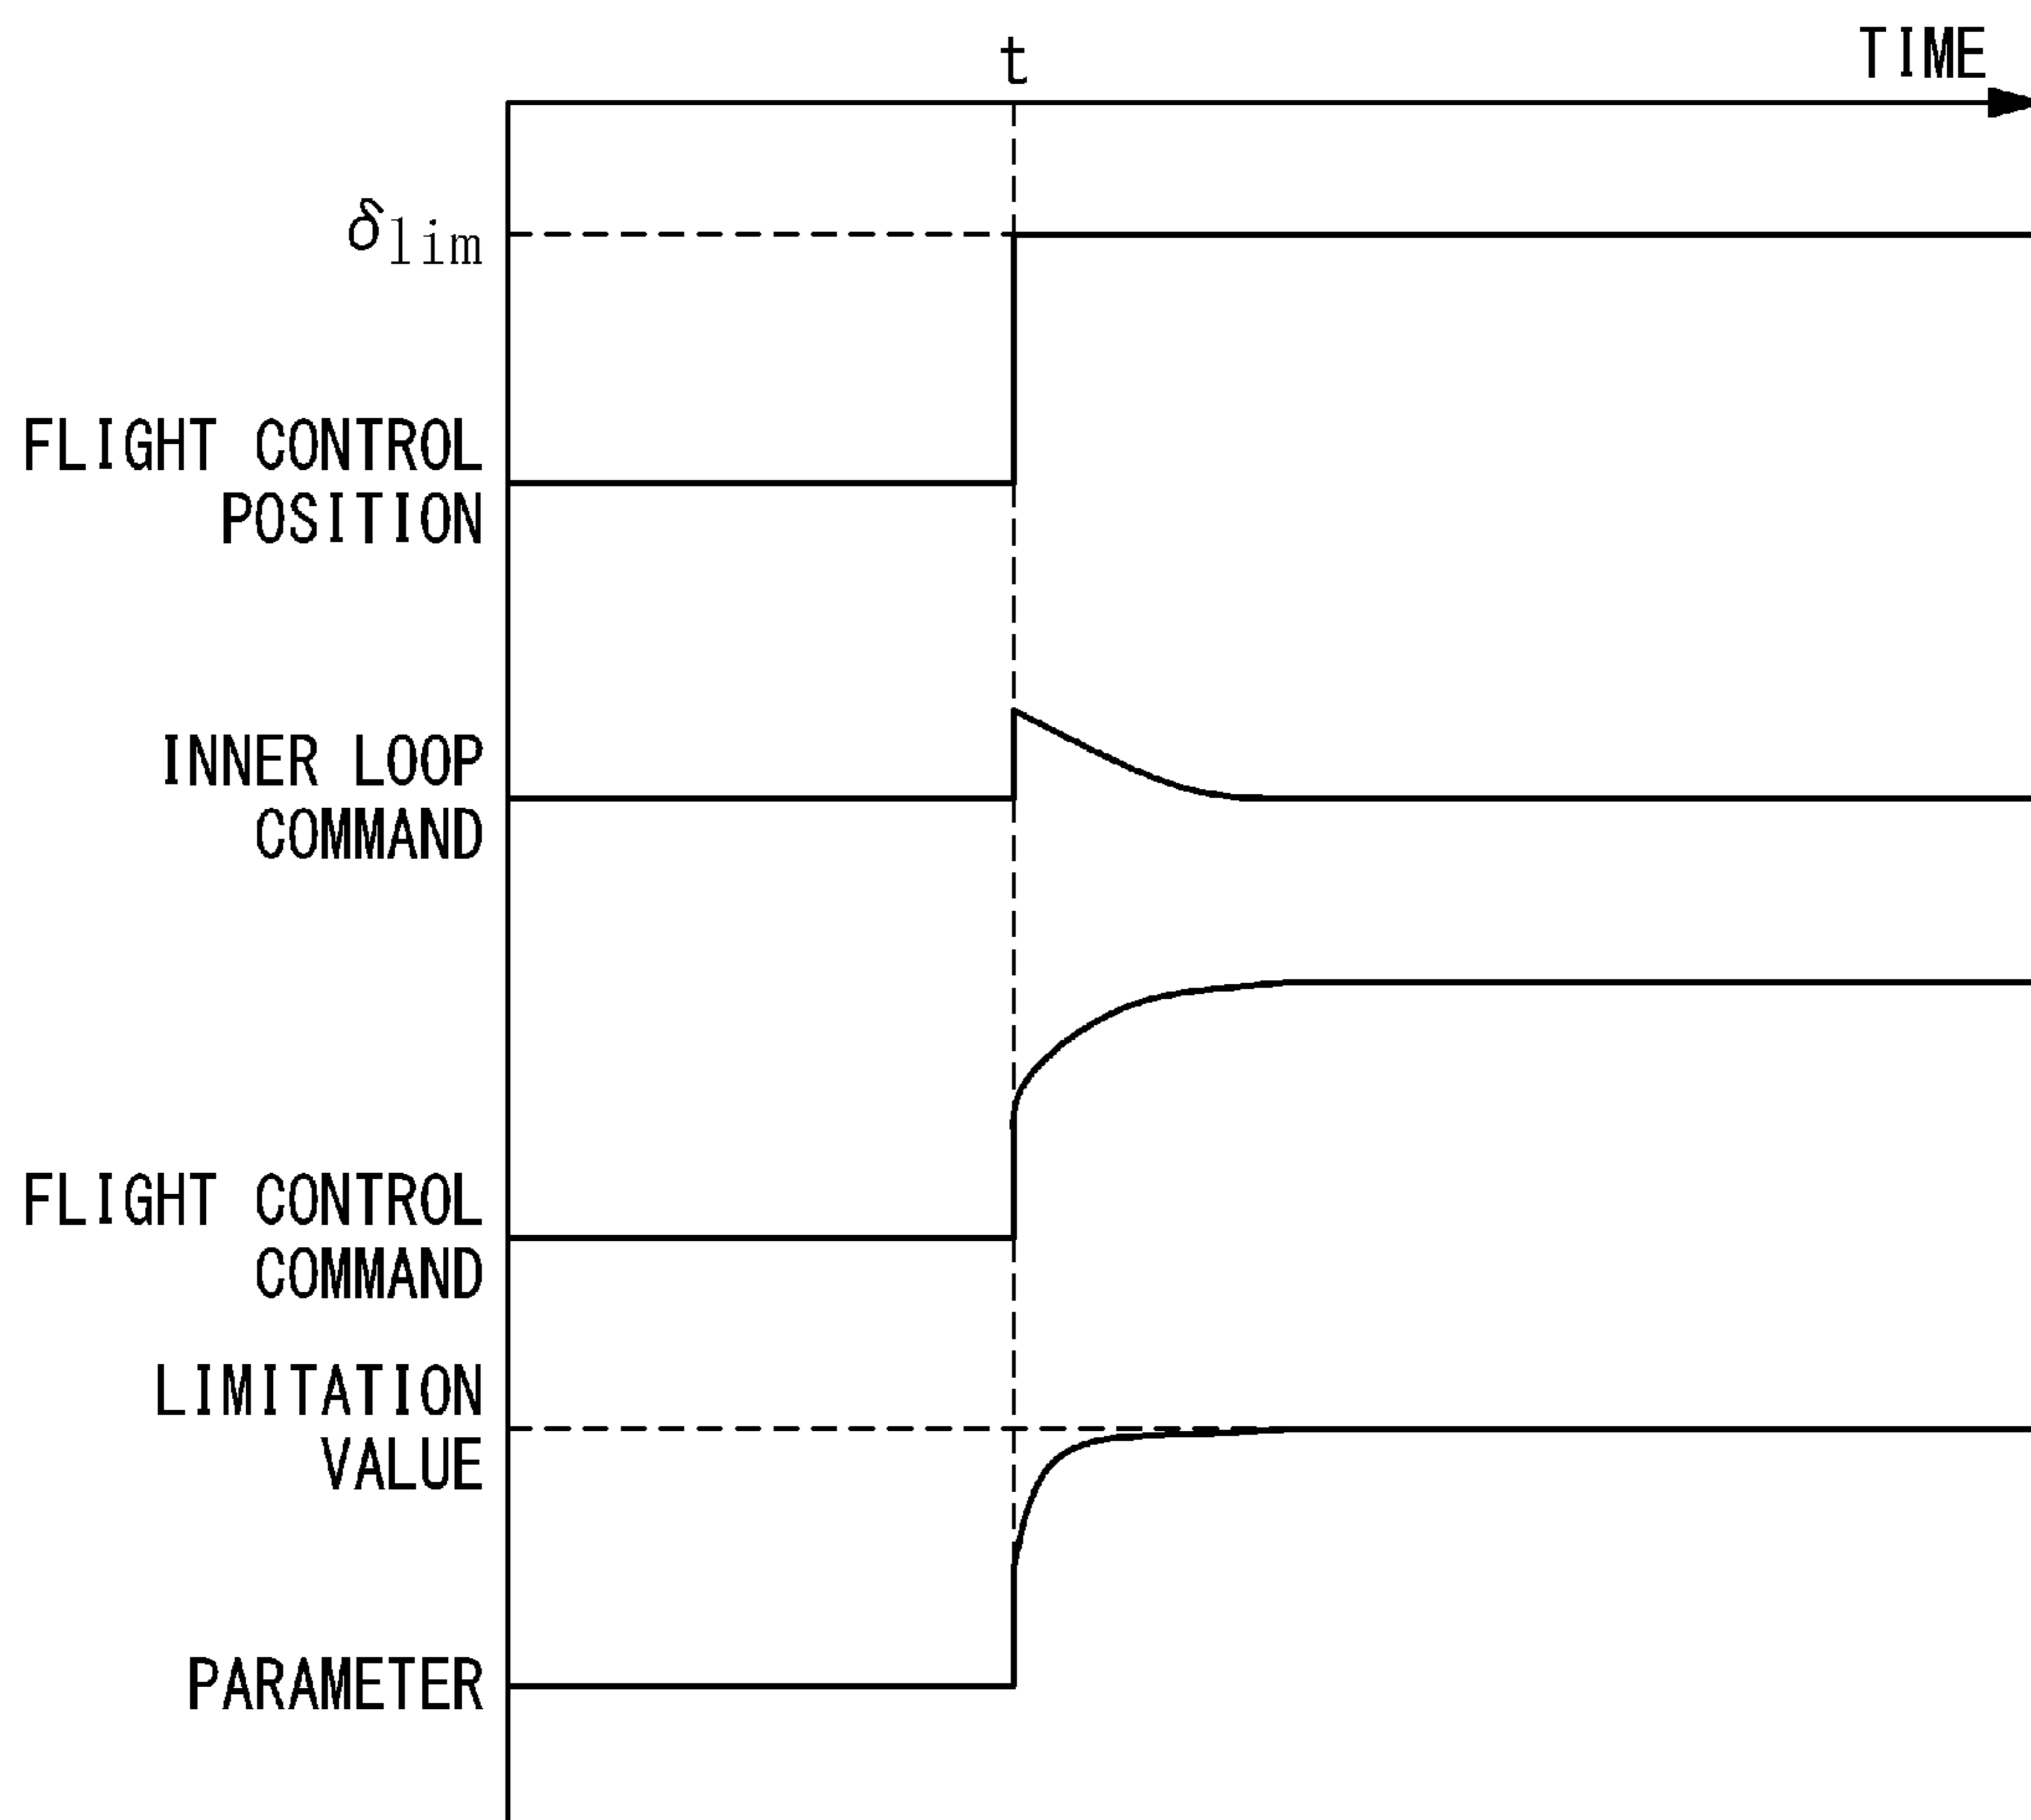 t
TIME
δlim
FLIGHT CONTROL
POSITION
INNER LOOP
COMMAND
FLIGHT CONTROL
COMMAND
LIMITATION
VALUE
PARAMETER